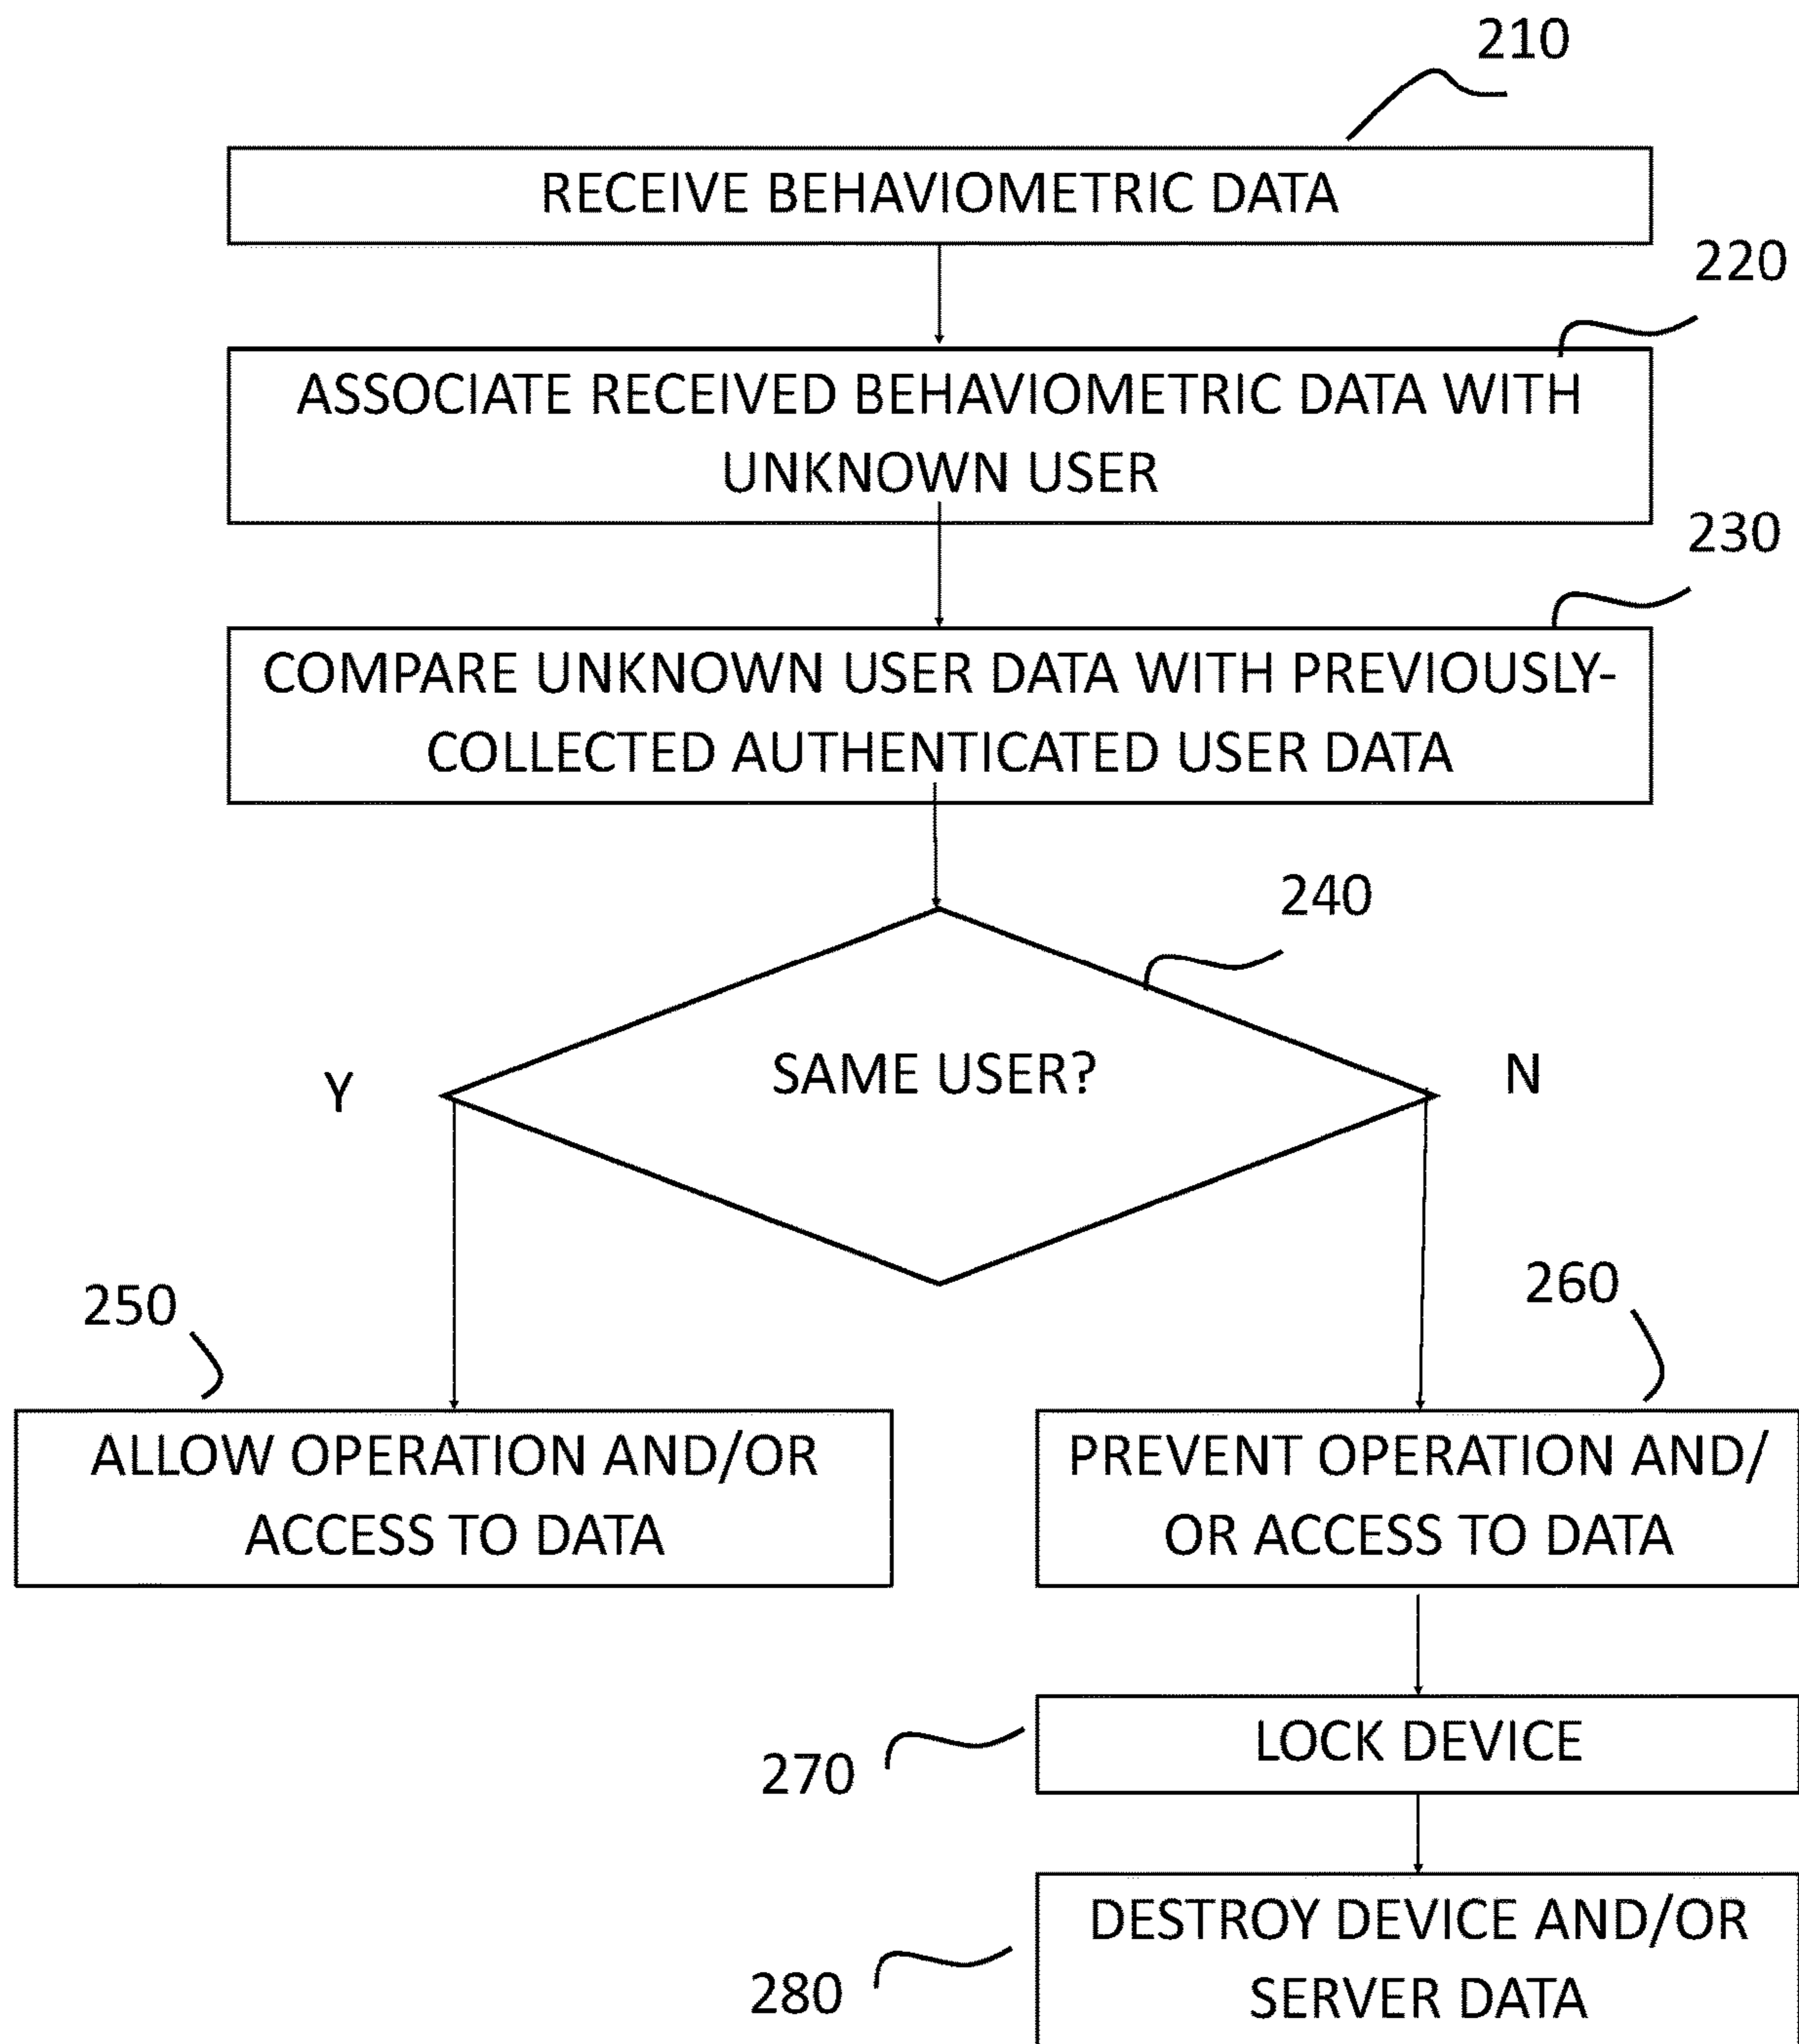 210
RECEIVE BEHAVIOMETRIC DATA
220
ASSOCIATE RECEIVED BEHAVIOMETRIC DATA WITH
UNKNOWN USER
230
COMPARE UNKNOWN USER DATA WITH PREVIOUSLY-
COLLECTED AUTHENTICATED USER DATA
240
SAME USER?
Y
N
250
260
ALLOW OPERATION AND/OR
ACCESS TO DATA
PREVENT OPERATION AND/
OR ACCESS TO DATA
LOCK DEVICE
270
DESTROY DEVICE AND/OR
SERVER DATA
280